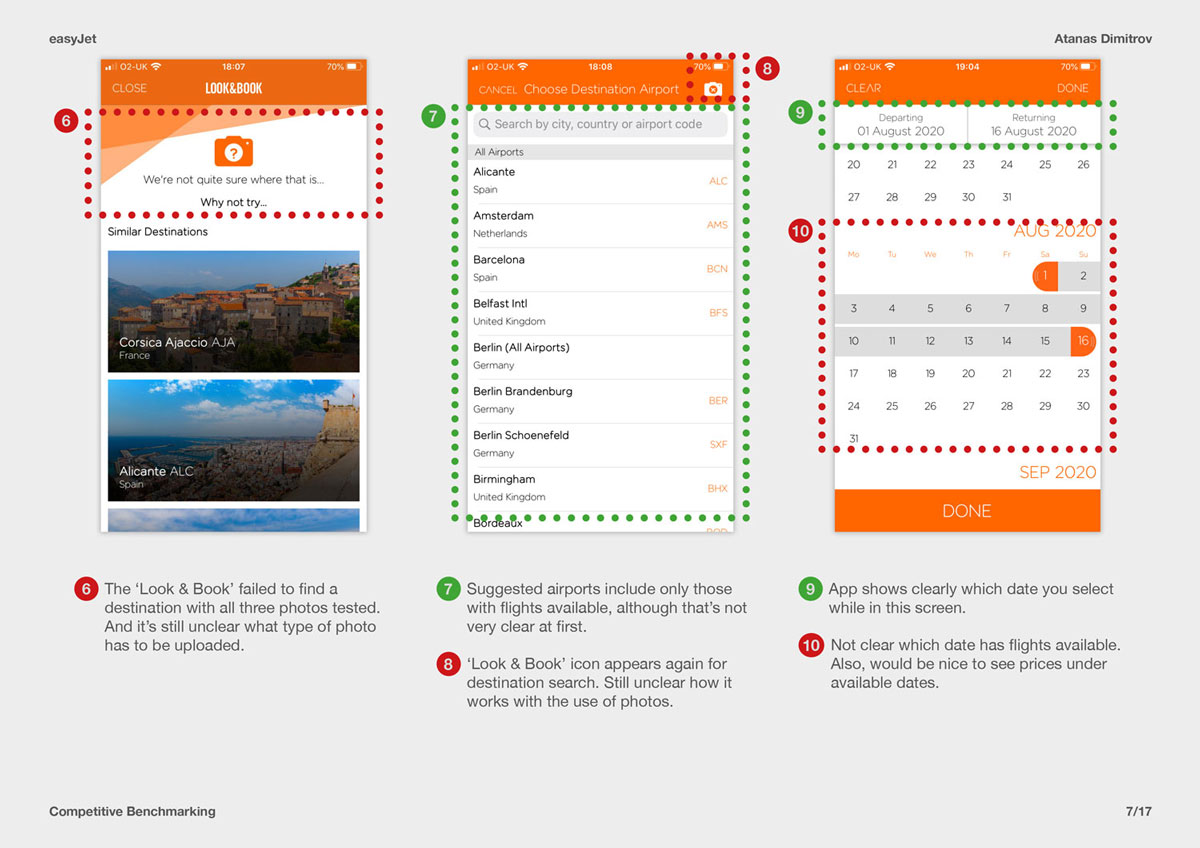 easyJet
Atanas Dimitrov
O2-UK 18:07 70%
CLOSE LOOK&BOOK
6
?
We're not quite sure where that is...
Why not try...
Similar Destinations
Corsica Ajaccio AJA
France
Alicante ALC
Spain
O2-UK 18:08 70%
8
CANCEL Choose Destination Airport
7
Search by city, country or airport code
All Airports
Alicante
Spain
ALC
Amsterdam
Netherlands
AMS
Barcelona
Spain
BCN
Belfast Intl
United Kingdom
BFS
Berlin (All Airports)
Germany
Berlin Brandenburg
Germany
BER
Berlin Schoenefeld
Germany
SXF
Birmingham
United Kingdom
BHX
Bordeaux
BOD
O2-UK 19:04 70%
CLEAR DONE
9
Departing Returning
01 August 2020 16 August 2020
20 21 22 23 24 25 26
27 28 29 30 31
10
AUG 2020
Mo Tu We Th Fr Sa Su
1 2
3 4 5 6 7 8 9
10 11 12 13 14 15 16
17 18 19 20 21 22 23
24 25 26 27 28 29 30
31
SEP 2020
DONE
6 The ‘Look & Book’ failed to find a
destination with all three photos tested.
And it’s still unclear what type of photo
has to be uploaded.
7 Suggested airports include only those
with flights available, although that’s not
very clear at first.
8 ‘Look & Book’ icon appears again for
destination search. Still unclear how it
works with the use of photos.
9 App shows clearly which date you select
while in this screen.
10 Not clear which date has flights available.
Also, would be nice to see prices under
available dates.
Competitive Benchmarking
7/17